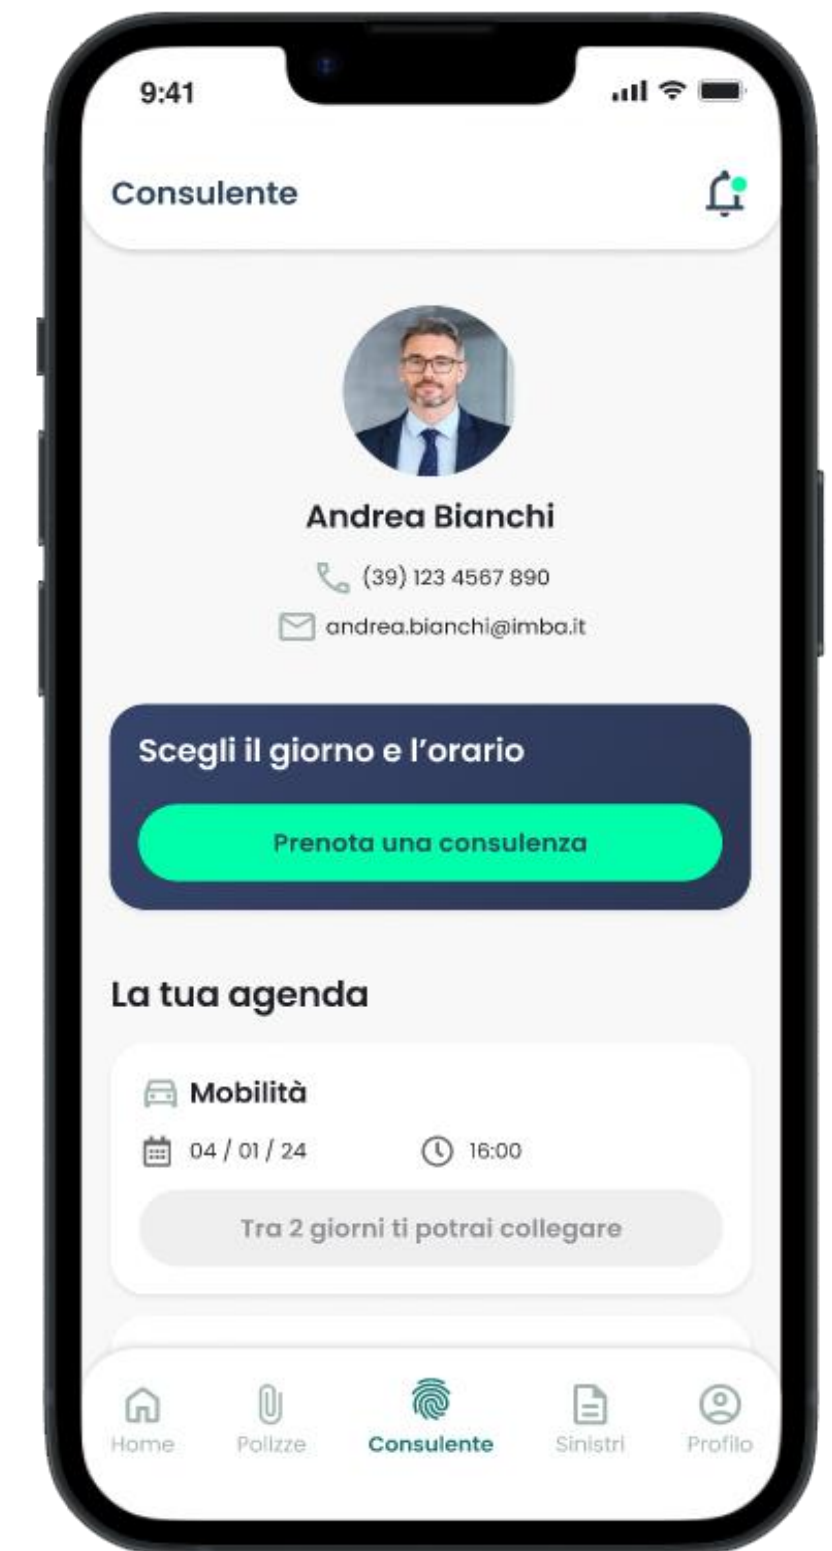 9:41
Consulente
Andrea Bianchi
(39) 123 4567 890
andrea.bianchi@imba.it
Scegli il giorno e l'orario
Prenota una consulenza
La tua agenda
Mobilità
04 / 01 / 24 16:00
Tra 2 giorni ti potrai collegare
Home Polizze Consulente Sinistri Profilo